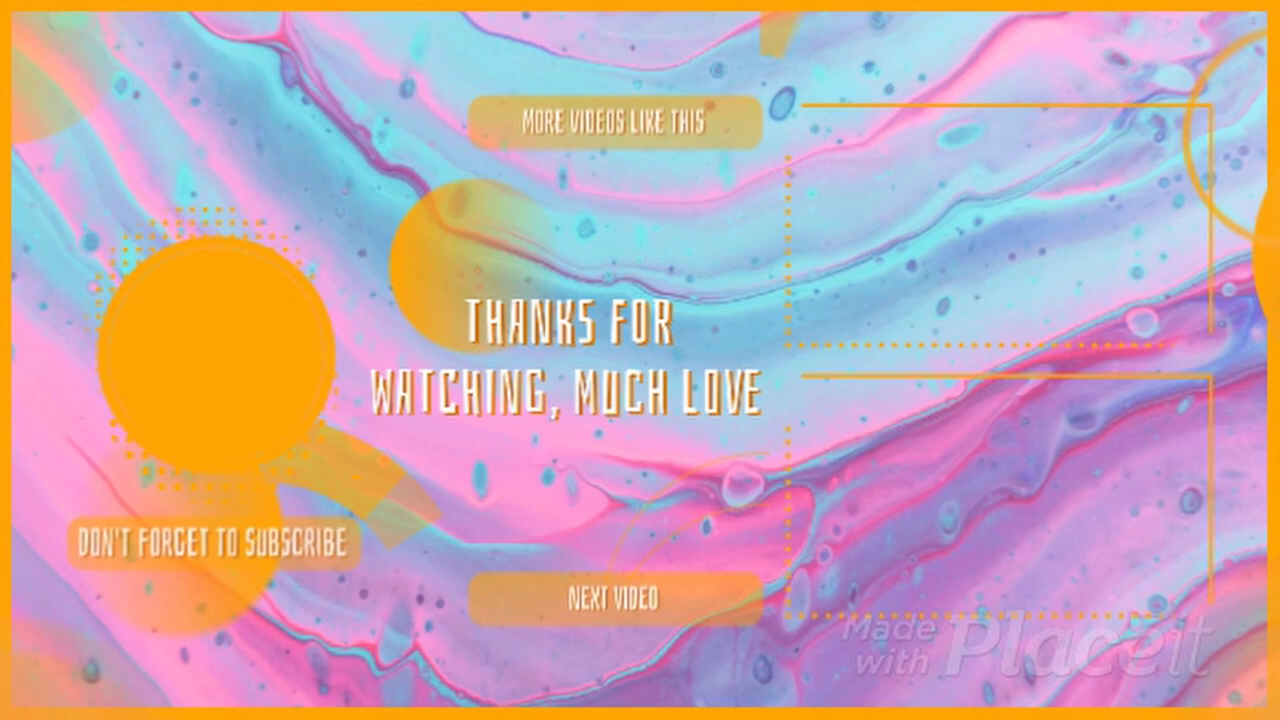 MORE VIDEOS LIKE THIS
THANKS FOR
WATCHING, MUCH LOVE
DON'T FORGET TO SUBSCRIBE
NEXT VIDEO
Made
with Placeit